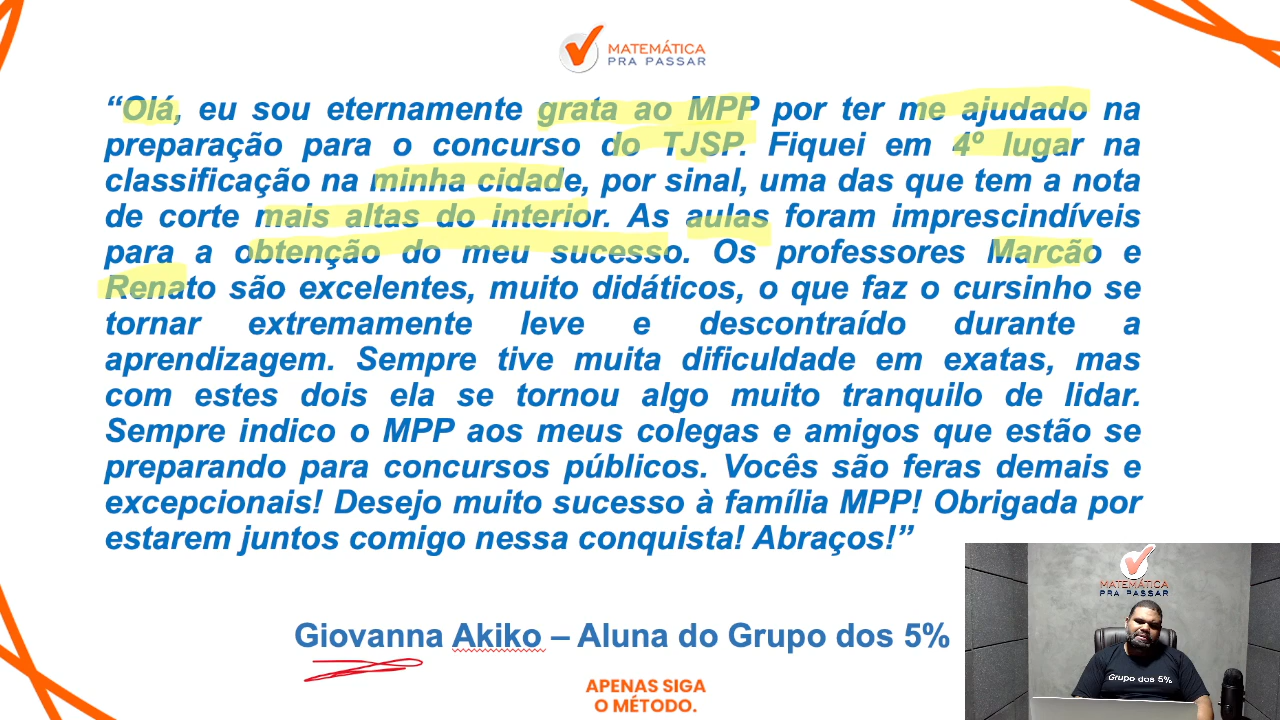 MATEMÁTICA
PRA PASSAR
“Olá, eu sou eternamente grata ao MPP por ter me ajudado na
preparação para o concurso do TJSP. Fiquei em 4º lugar na
classificação na minha cidade, por sinal, uma das que tem a nota
de corte mais altas do interior. As aulas foram imprescindíveis
para a obtenção do meu sucesso. Os professores Marcão e
Renato são excelentes, muito didáticos, o que faz o cursinho se
tornar extremamente leve e descontraído durante a
aprendizagem. Sempre tive muita dificuldade em exatas, mas
com estes dois ela se tornou algo muito tranquilo de lidar.
Sempre indico o MPP aos meus colegas e amigos que estão se
preparando para concursos públicos. Vocês são feras demais e
excepcionais! Desejo muito sucesso à família MPP! Obrigada por
estarem juntos comigo nessa conquista! Abraços!”
Giovanna Akiko – Aluna do Grupo dos 5%
APENAS SIGA
O MÉTODO.
MATEMÁTICA
PRA PASSAR
Grupo dos 5%